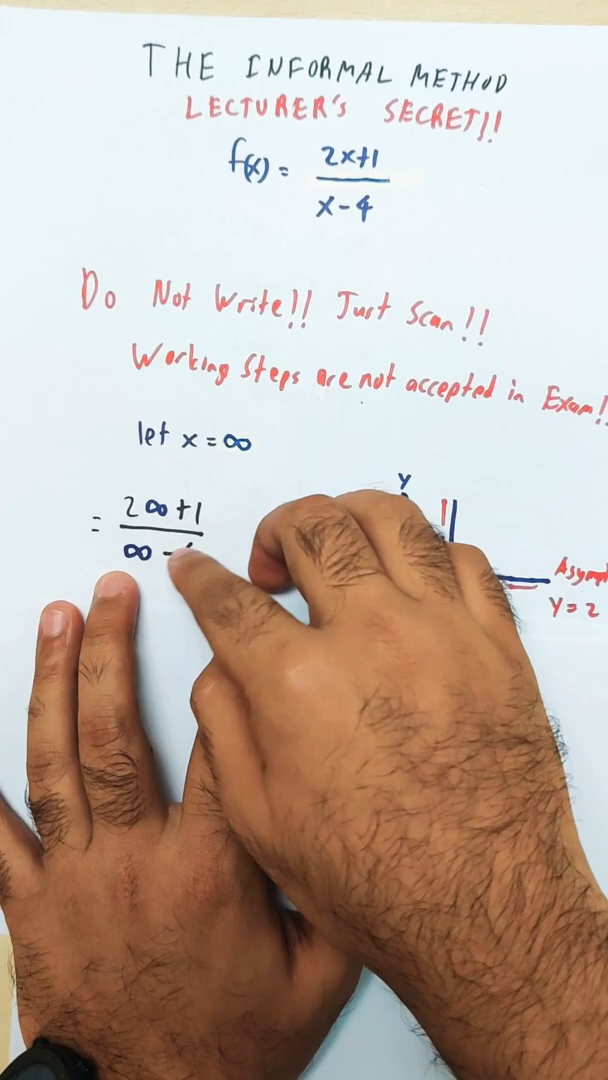 THE INFORMAL METHOD
LECTURER'S SECRET!!
f(x) = 2x+1
x-4
Do Not Write!! Just Scan!!
Working Steps are not accepted in Exam!!
let x = ∞
= 2∞+1
∞ -
y
Y = 2